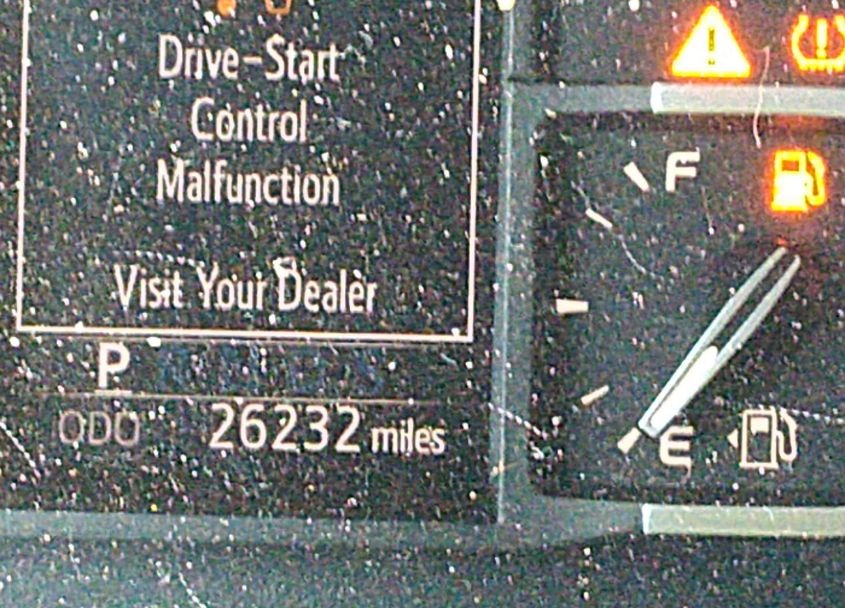 Drive-Start
Control
Malfunction
Visit Your Dealer
P
ODO 26232 miles
F
E